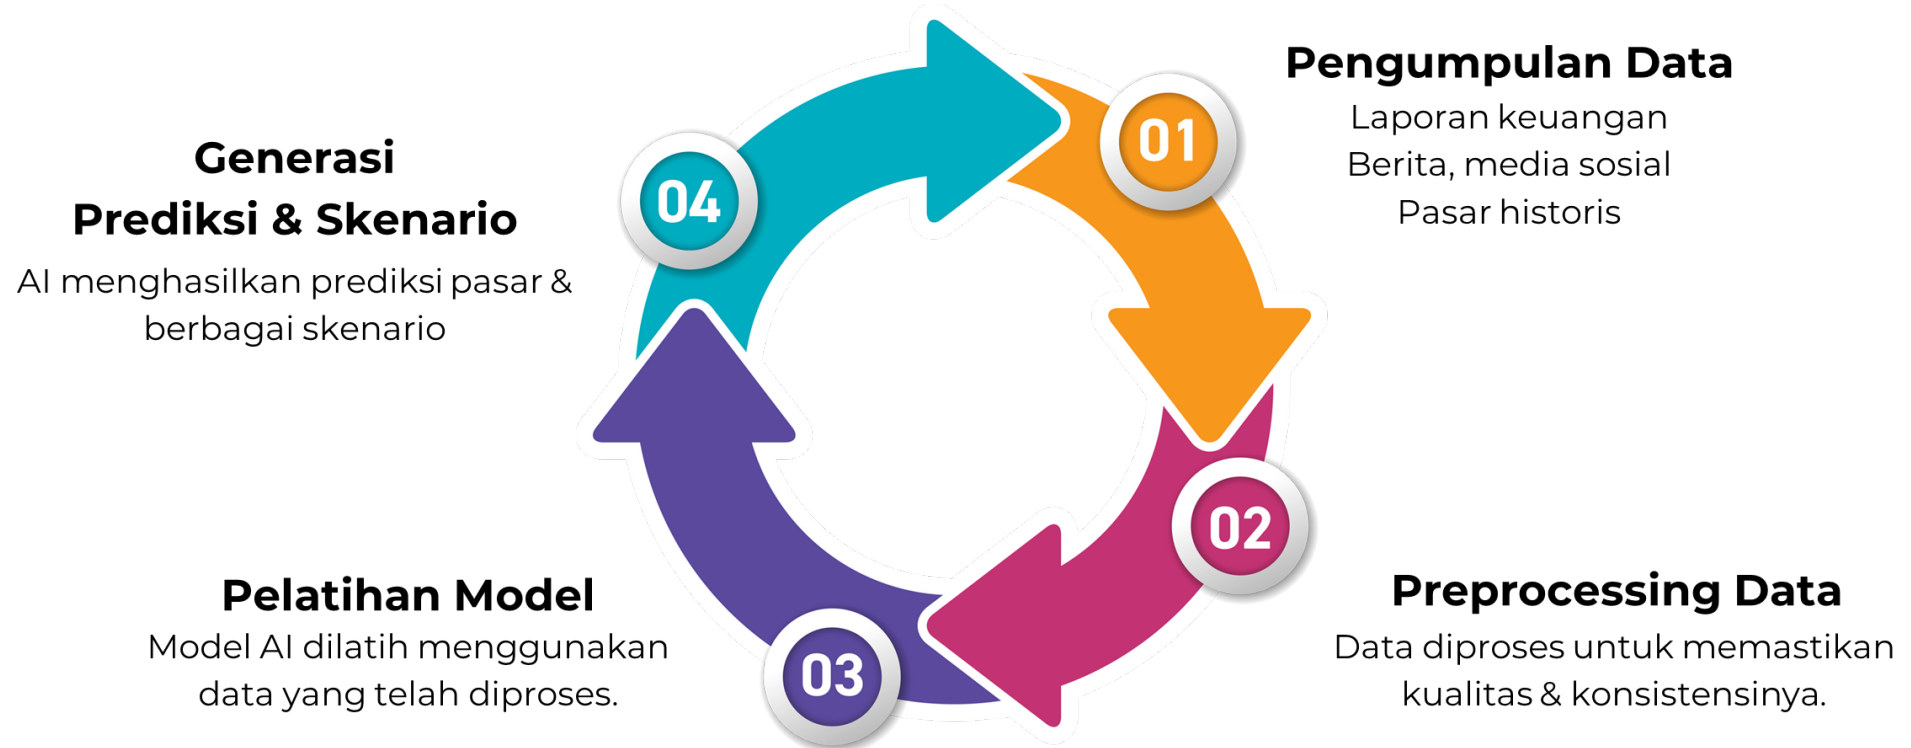 01
Pengumpulan Data
Laporan keuangan
Berita, media sosial
Pasar historis
02
Preprocessing Data
Data diproses untuk memastikan
kualitas & konsistensinya.
03
Pelatihan Model
Model AI dilatih menggunakan
data yang telah diproses.
04
Generasi
Prediksi & Skenario
AI menghasilkan prediksi pasar &
berbagai skenario